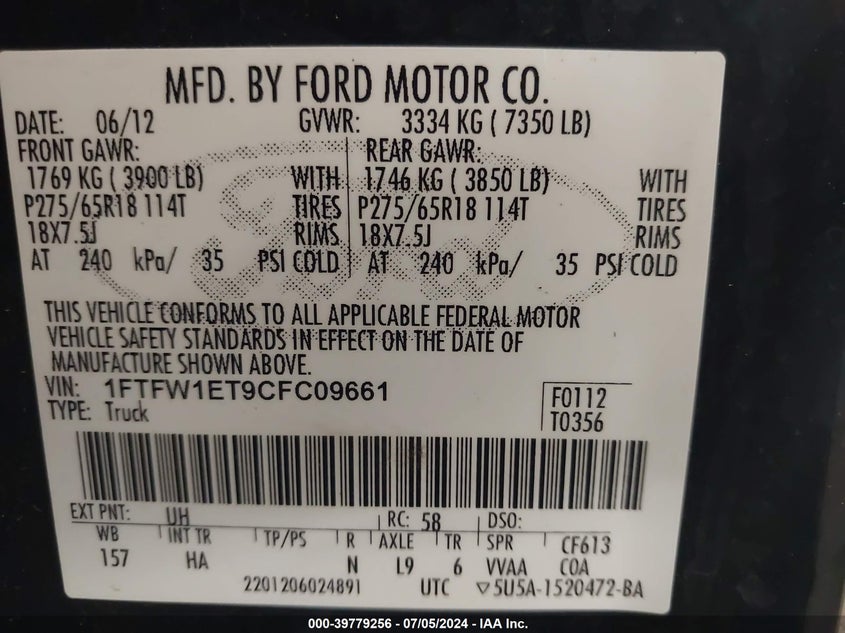 MFD. BY FORD MOTOR CO.
DATE: 06/12 GVWR: 3334 KG ( 7350 LB)
FRONT GAWR: REAR GAWR:
1769 KG ( 3900 LB) WITH 1746 KG ( 3850 LB) WITH
P275/65R18 114T TIRES P275/65R18 114T TIRES
18X7.5J RIMS 18X7.5J RIMS
AT 240 kPa/ 35 PSI COLD AT 240 kPa/ 35 PSI COLD
Ford
THIS VEHICLE CONFORMS TO ALL APPLICABLE FEDERAL MOTOR
VEHICLE SAFETY STANDARDS IN EFFECT ON THE DATE OF
MANUFACTURE SHOWN ABOVE.
VIN: 1FTFW1ET9CFC09661 F0112
TYPE: Truck T0356
EXT PNT: UH RC: 58 DSO:
WB INT TR TP/PS R AXLE TR SPR CF613
157 HA N L9 6 VVAA COA
2201206024891 UTC ▽5U5A-1520472-BA
000-39779256 - 07/05/2024 - IAA Inc.